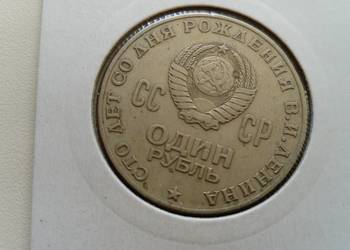 "СТО ЛЕТ СО ДНЯ РОЖДЕНИЯ В.И.ЛЕНИНА"
СС СР
ОДИН
РУБЛЬ